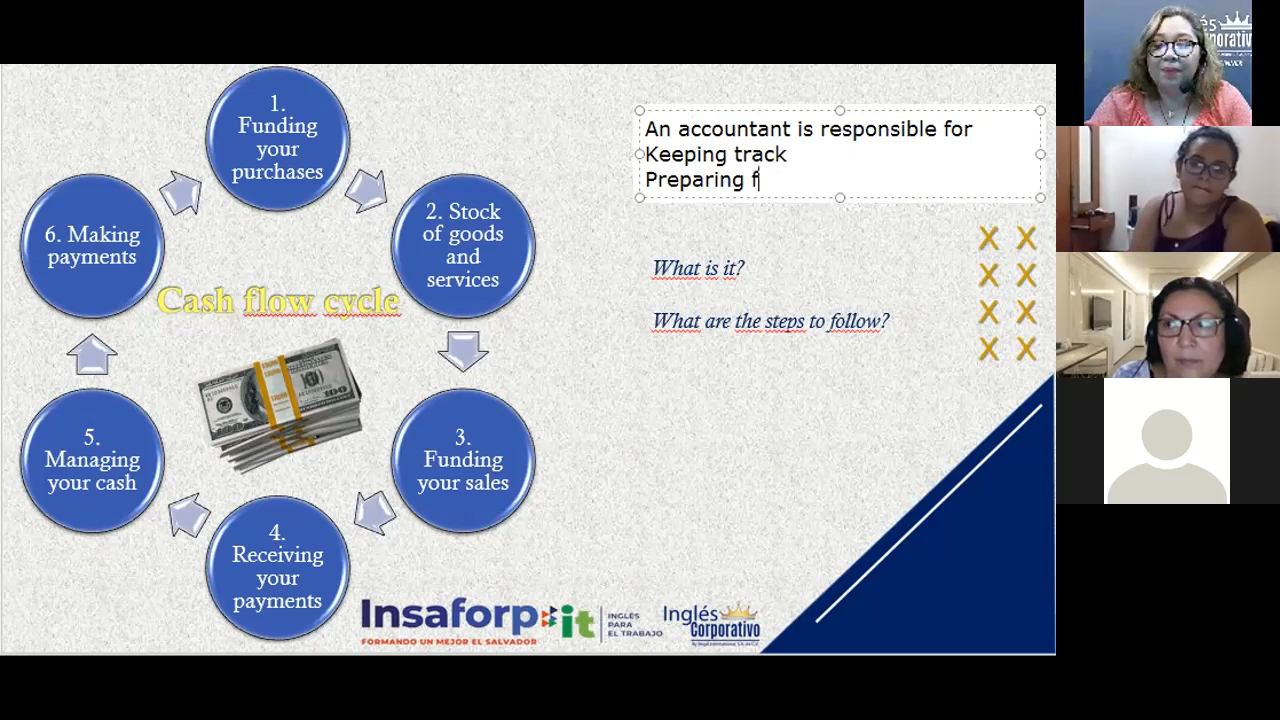 1.
Funding
your
purchases
2. Stock
of goods
and
services
3.
Funding
your sales
4.
Receiving
your
payments
5.
Managing
your cash
6. Making
payments
Cash flow cycle
An accountant is responsible for
Keeping track
Preparing f
What is it?
What are the steps to follow?
X X
X X
X X
X X
Insaforp it
FORMANDO UN MEJOR EL SALVADOR
INGLÉS
PARA
EL TRABAJO
Inglés
Corporativo
100